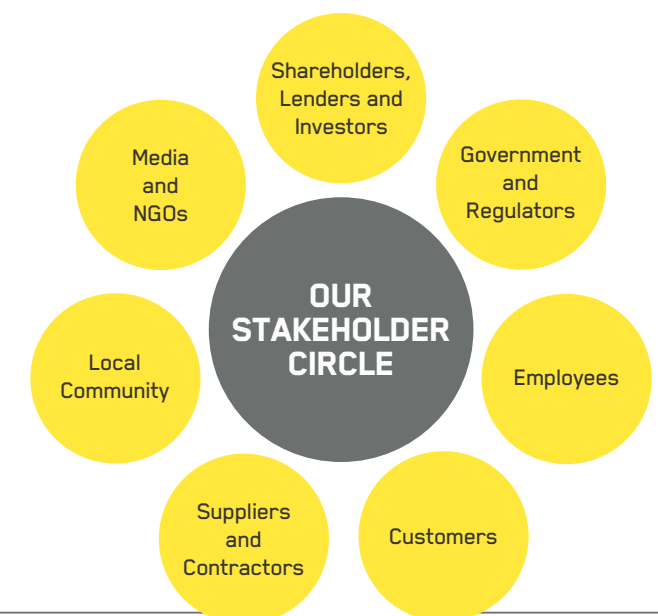 Shareholders,
Lenders and
Investors
Government
and
Regulators
Employees
Customers
Suppliers
and
Contractors
Local
Community
Media
and
NGOs
OUR
STAKEHOLDER
CIRCLE